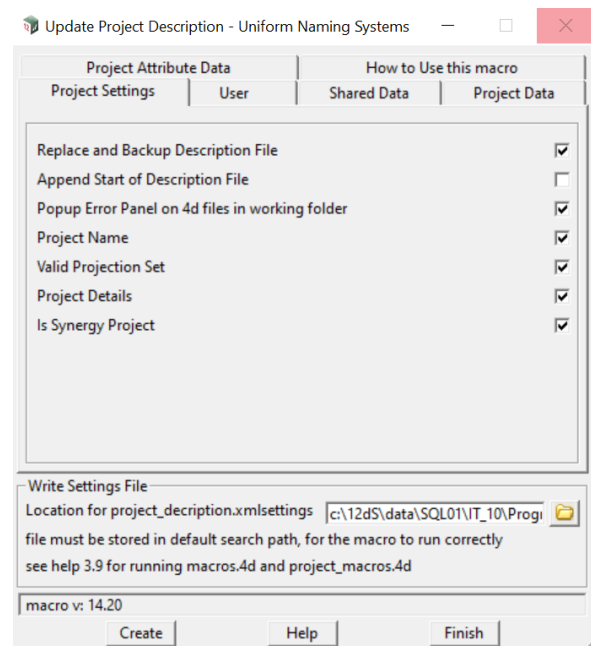 Update Project Description - Uniform Naming Systems
Project Attribute Data
How to Use this macro
Project Settings
User
Shared Data
Project Data
Replace and Backup Description File
Append Start of Description File
Popup Error Panel on 4d files in working folder
Project Name
Valid Projection Set
Project Details
Is Synergy Project
Write Settings File
Location for project_decription.xmlsettings
c:\12dS\data\SQL01\IT_10\Progr
file must be stored in default search path, for the macro to run correctly
see help 3.9 for running macros.4d and project_macros.4d
macro v: 14.20
Create
Help
Finish